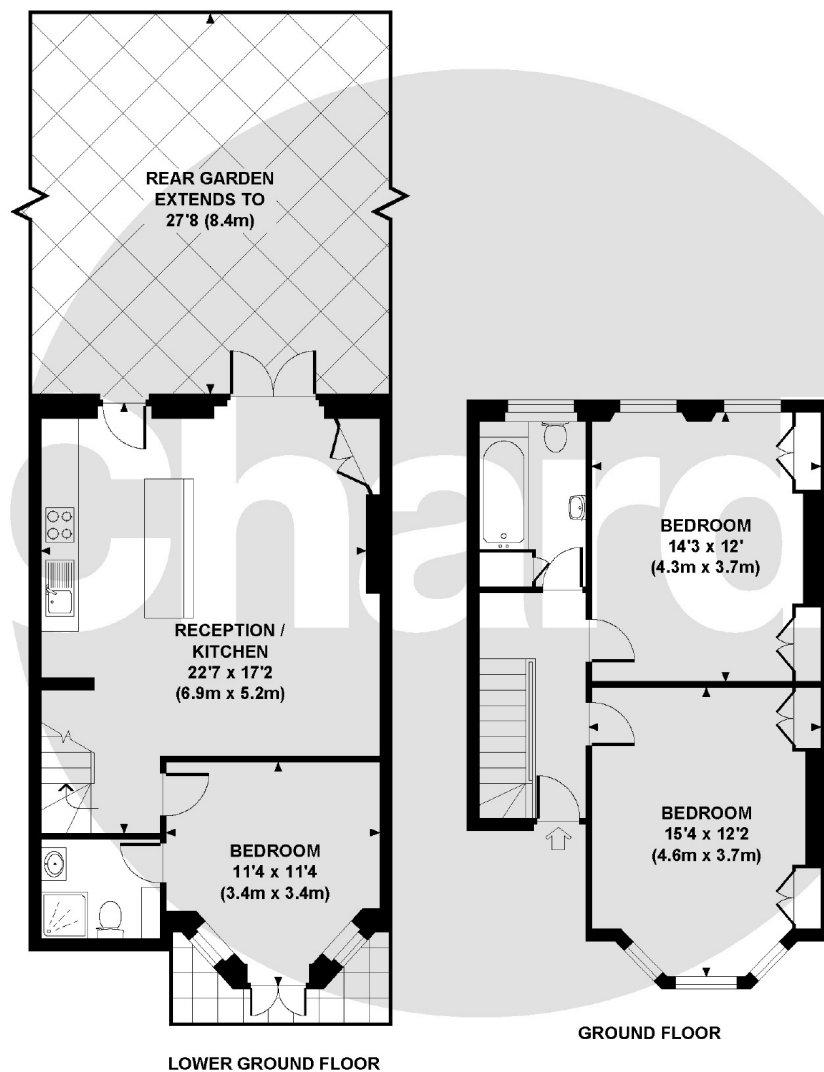 REAR GARDEN
EXTENDS TO
27'8 (8.4m)
Chard
RECEPTION /
KITCHEN
22'7 x 17'2
(6.9m x 5.2m)
BEDROOM
11'4 x 11'4
(3.4m x 3.4m)
LOWER GROUND FLOOR
BEDROOM
14'3 x 12'
(4.3m x 3.7m)
BEDROOM
15'4 x 12'2
(4.6m x 3.7m)
GROUND FLOOR